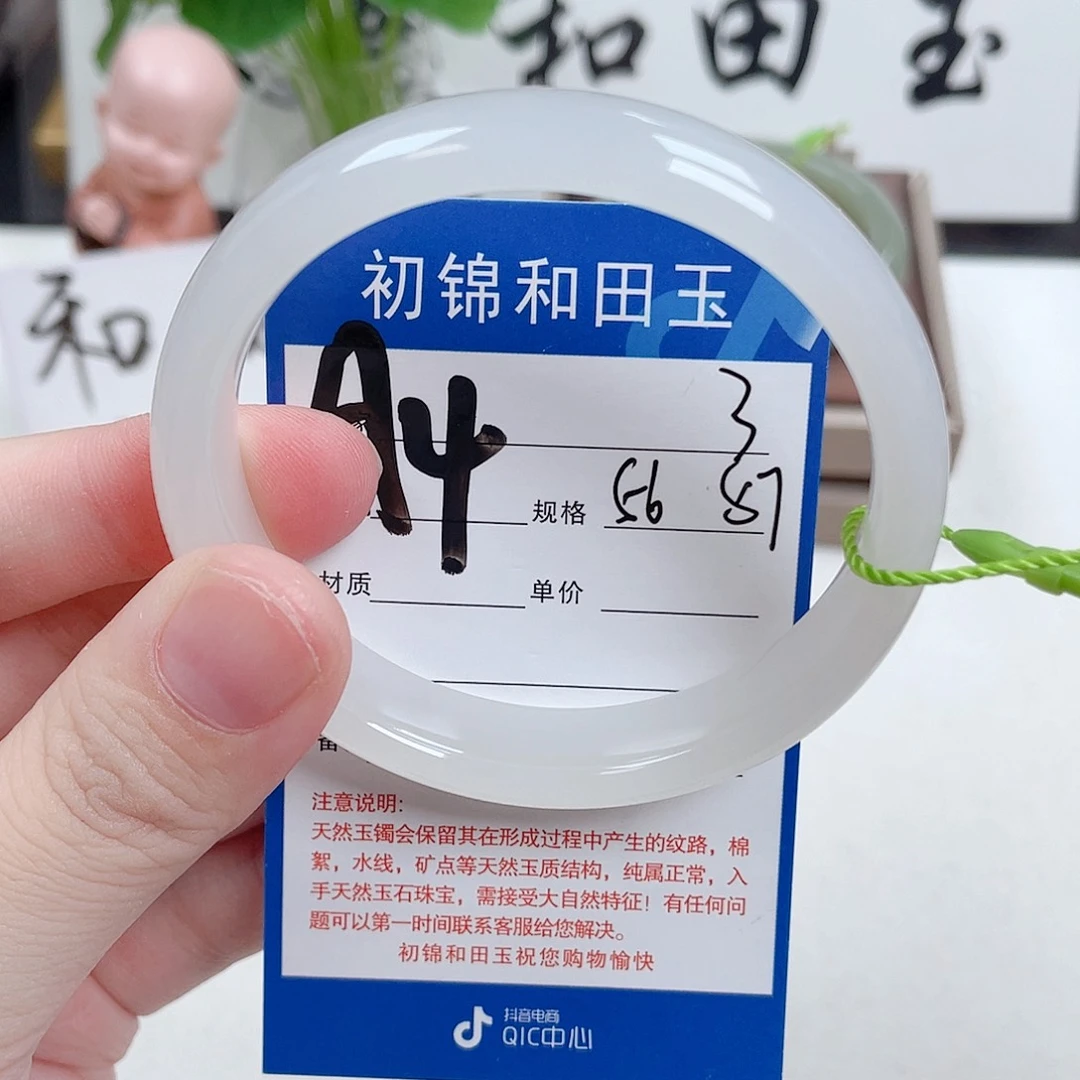 和田玉
和
初锦和田玉
A4
3
规格 56 57
材质 单价
备
注意说明:
天然玉镯会保留其在形成过程中产生的纹路，棉
絮，水线，矿点等天然玉质结构，纯属正常，入
手天然玉石珠宝，需接受大自然特征！有任何问
题可以第一时间联系客服给您解决。
初锦和田玉祝您购物愉快
抖音电商
QIC中心